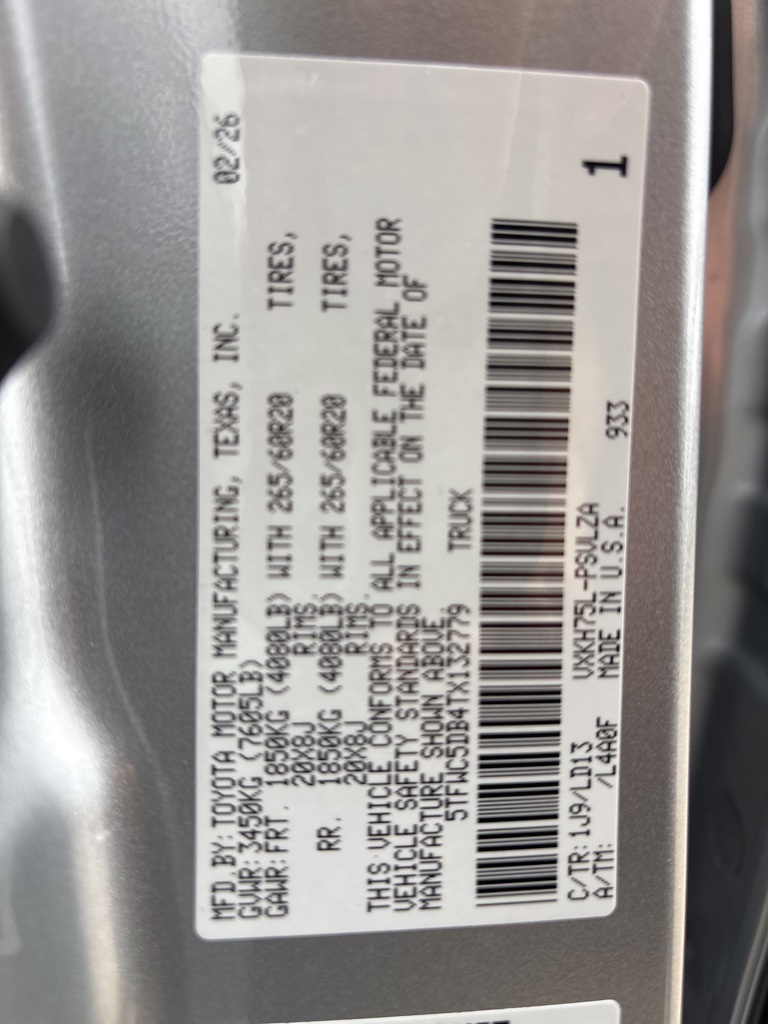 MFD.BY: TOYOTA MOTOR MANUFACTURING, TEXAS, INC. 02/26
GVWR: 3450KG (7605LB)
GAWR: FRT. 1850KG (4080LB) WITH 265/60R20 TIRES,
20X8J RIMS,
RR. 1850KG (4080LB) WITH 265/60R20 TIRES,
20X8J RIMS.
THIS VEHICLE CONFORMS TO ALL APPLICABLE FEDERAL MOTOR
VEHICLE SAFETY STANDARDS IN EFFECT ON THE DATE OF
MANUFACTURE SHOWN ABOVE.
5TFWC5DB4TX132779 TRUCK
C/TR: 1J9/LD13 VXKH75L-PSVLZA
A/TM: /L4A0F MADE IN U.S.A. 933
1